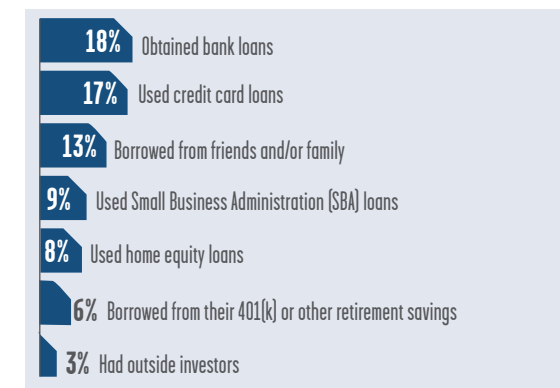 18% Obtained bank loans
17% Used credit card loans
13% Borrowed from friends and/or family
9% Used Small Business Administration (SBA) loans
8% Used home equity loans
6% Borrowed from their 401(k) or other retirement savings
3% Had outside investors